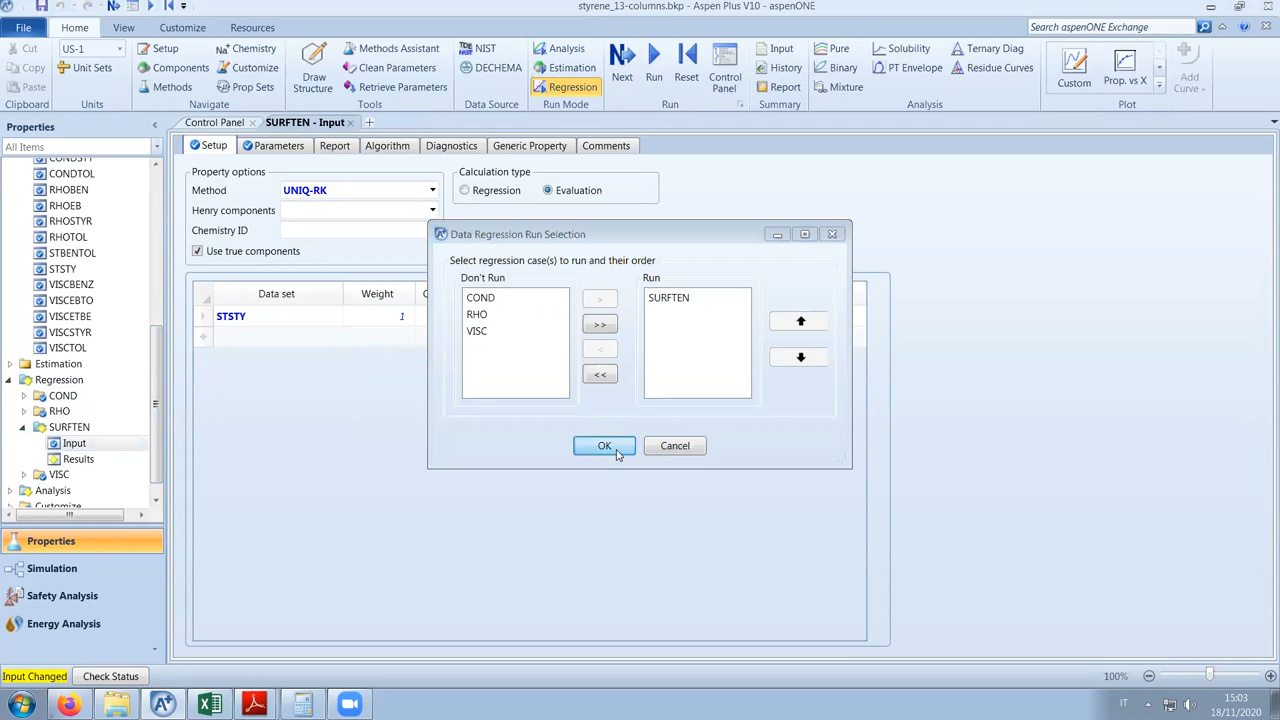 styrene_13-columns.bkp - Aspen Plus V10 - aspenONE
File Home View Customize Resources
Search aspenONE Exchange
Cut
Copy
Paste
Clipboard
US-1
Unit Sets
Units
Setup
Components
Methods
Chemistry
Customize
Prop Sets
Navigate
Draw Structure
Methods Assistant
Clean Parameters
Retrieve Parameters
Tools
NIST
DECHEMA
Data Source
Analysis
Estimation
Regression
Run Mode
Next
Run
Reset
Control Panel
Run
Input
History
Report
Summary
Pure
Binary
Mixture
Solubility
PT Envelope
Ternary Diag
Residue Curves
Analysis
Custom
Prop. vs X
Add Curve
Plot
Properties
All Items
CONDSTY
CONDTOL
RHOBEN
RHOEB
RHOSTYR
RHOTOL
STBENTOL
STSTY
VISCBENZ
VISCEBTO
VISCETBE
VISCSTYR
VISCTOL
Estimation
Regression
COND
RHO
SURFTEN
Input
Results
VISC
Analysis
Customize
Properties
Simulation
Safety Analysis
Energy Analysis
Control Panel
SURFTEN - Input
Setup Parameters Report Algorithm Diagnostics Generic Property Comments
Property options
Method UNIQ-RK
Henry components
Chemistry ID
Use true components
Calculation type
Regression Evaluation
Data set Weight
STSTY 1
Data Regression Run Selection
Select regression case(s) to run and their order
Don't Run
COND
RHO
VISC
>
>>
<
<<
Run
SURFTEN
OK Cancel
Input Changed Check Status
100%
IT
15:03
18/11/2020